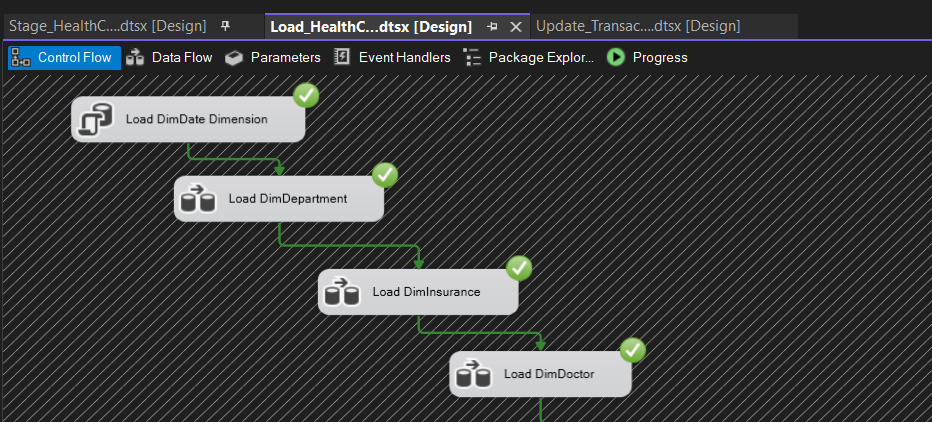 Stage_HealthC....dtsx [Design]
Load_HealthC...dtsx [Design]
Update_Transac....dtsx [Design]
Control Flow
Data Flow
Parameters
Event Handlers
Package Explor...
Progress
Load DimDate Dimension
Load DimDepartment
Load DimInsurance
Load DimDoctor